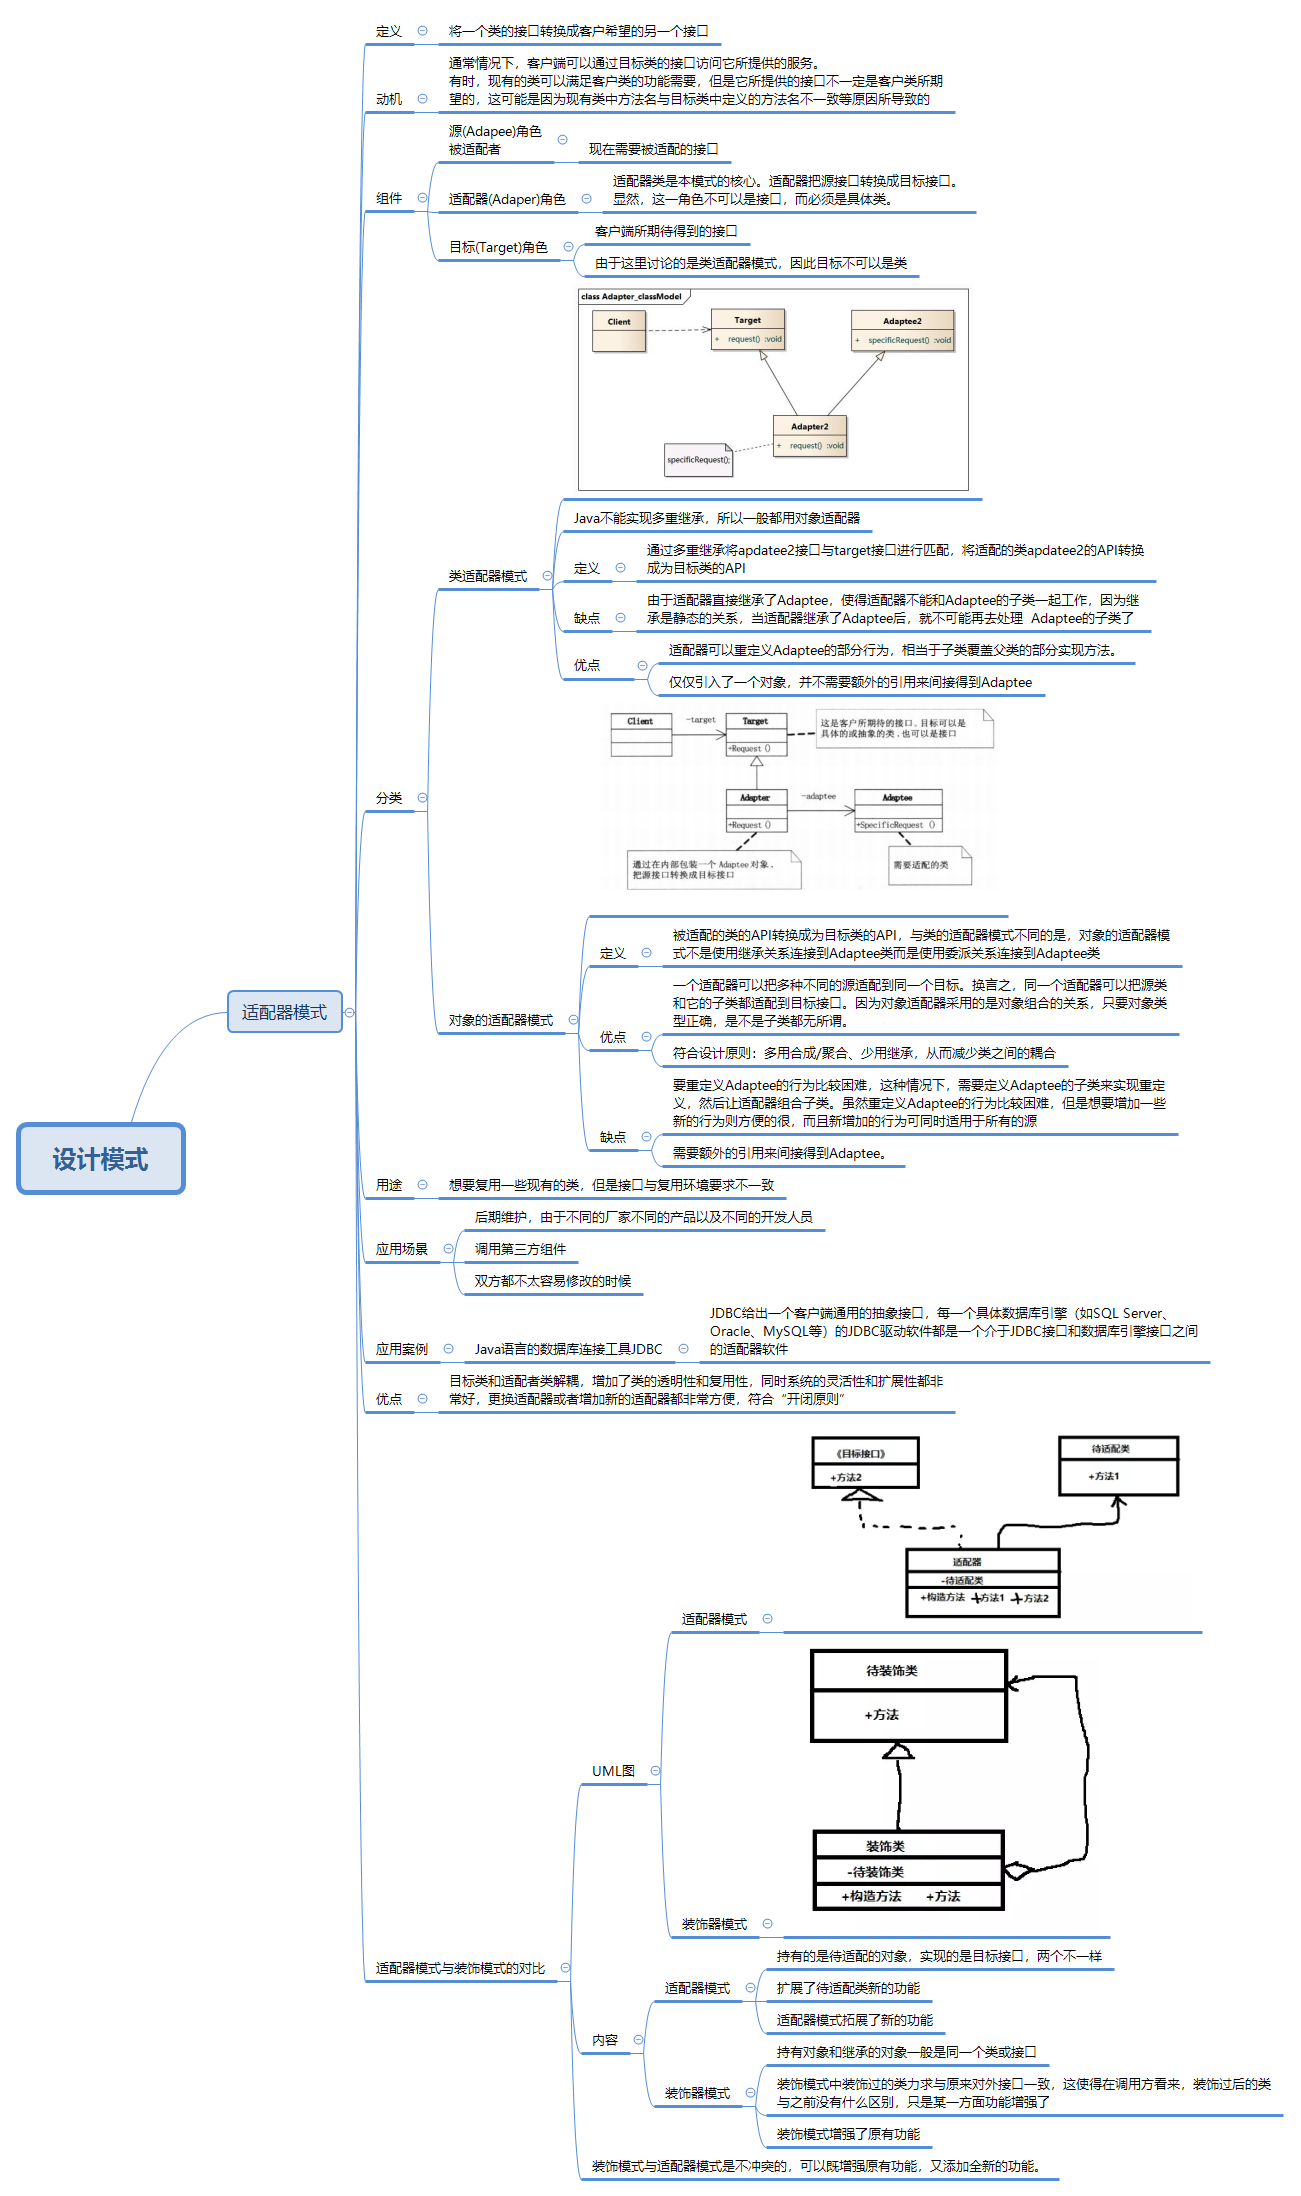 设计模式
适配器模式
定义
将一个类的接口转换成客户希望的另一个接口
动机
通常情况下，客户端可以通过目标类的接口访问它所提供的服务。
有时，现有的类可以满足客户类的功能需要，但是它所提供的接口不一定是客户类所期
望的，这可能是因为现有类中方法名与目标类中定义的方法名不一致等原因所导致的
组件
源(Adapee)角色
被适配者
现在需要被适配的接口
适配器(Adaper)角色
适配器类是本模式的核心。适配器把源接口转换成目标接口。
显然，这一角色不可以是接口，而必须是具体类。
目标(Target)角色
客户端所期待得到的接口
由于这里讨论的是类适配器模式，因此目标不可以是类
分类
类适配器模式
class Adapter_classModel
Client
Target
+ request() :void
Adaptee2
+ specificRequest() :void
Adapter2
+ request() :void
specificRequest();
Java不能实现多重继承，所以一般都用对象适配器
定义
通过多重继承将apdatee2接口与target接口进行匹配，将适配的类apdatee2的API转换
成为目标类的API
缺点
由于适配器直接继承了Adaptee，使得适配器不能和Adaptee的子类一起工作，因为继
承是静态的关系，当适配器继承了Adaptee后，就不可能再去处理 Adaptee的子类了
优点
适配器可以重定义Adaptee的部分行为，相当于子类覆盖父类的部分实现方法。
仅仅引入了一个对象，并不需要额外的引用来间接得到Adaptee
对象的适配器模式
Client
-target
Target
+Request ()
这是客户所期待的接口，目标可以是
具体的或抽象的类，也可以是接口
Adapter
+Request ()
-adaptee
Adaptee
+SpecificRequest ()
通过在内部包装一个 Adaptee 对象，
把源接口转换成目标接口
需要适配的类
定义
被适配的类的API转换成为目标类的API，与类的适配器模式不同的是，对象的适配器模
式不是使用继承关系连接到Adaptee类而是使用委派关系连接到Adaptee类
优点
一个适配器可以把多种不同的源适配到同一个目标。换言之，同一个适配器可以把源类
和它的子类都适配到目标接口。因为对象适配器采用的是对象组合的关系，只要对象类
型正确，是不是子类都无所谓。
符合设计原则：多用合成/聚合、少用继承，从而减少类之间的耦合
缺点
要重定义Adaptee的行为比较困难，这种情况下，需要定义Adaptee的子类来实现重定
义，然后让适配器组合子类。虽然重定义Adaptee的行为比较困难，但是想要增加一些
新的行为则方便的很，而且新增加的行为可同时适用于所有的源
需要额外的引用来间接得到Adaptee。
用途
想要复用一些现有的类，但是接口与复用环境要求不一致
应用场景
后期维护，由于不同的厂家不同的产品以及不同的开发人员
调用第三方组件
双方都不太容易修改的时候
应用案例
Java语言的数据库连接工具JDBC
JDBC给出一个客户端通用的抽象接口，每一个具体数据库引擎（如SQL Server、
Oracle、MySQL等）的JDBC驱动软件都是一个介于JDBC接口和数据库引擎接口之间
的适配器软件
优点
目标类和适配者类解耦，增加了类的透明性和复用性，同时系统的灵活性和扩展性都非
常好，更换适配器或者增加新的适配器都非常方便，符合“开闭原则”
适配器模式与装饰模式的对比
UML图
适配器模式
《目标接口》
+方法2
待适配类
+方法1
适配器
-待适配类
+构造方法 +方法1 +方法2
装饰器模式
待装饰类
+方法
装饰类
-待装饰类
+构造方法 +方法
内容
适配器模式
持有的是待适配的对象，实现的是目标接口，两个不一样
扩展了待适配类新的功能
适配器模式拓展了新的功能
装饰器模式
持有对象和继承的对象一般是同一个类或接口
装饰模式中装饰过的类力求与原来对外接口一致，这使得在调用方看来，装饰过后的类
与之前没有什么区别，只是某一方面功能增强了
装饰模式增强了原有功能
装饰模式与适配器模式是不冲突的，可以既增强原有功能，又添加全新的功能。